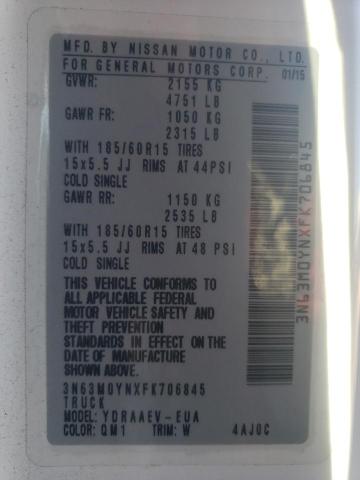 MFD. BY NISSAN MOTOR CO., LTD.
FOR GENERAL MOTORS CORP. 01/15
GVWR: 2155 KG
4751 LB
GAWR FR: 1050 KG
2315 LB
WITH 185/60R15 TIRES
15x5.5 JJ RIMS AT 44PSI
COLD SINGLE
GAWR RR: 1150 KG
2535 LB
WITH 185/60R15 TIRES
15x5.5 JJ RIMS AT 48 PSI
COLD SINGLE
THIS VEHICLE CONFORMS TO
ALL APPLICABLE FEDERAL
MOTOR VEHICLE SAFETY AND
THEFT PREVENTION
STANDARDS IN EFFECT ON THE
DATE OF MANUFACTURE
SHOWN ABOVE.
3N63M0YNXFK706845
TRUCK
MODEL: YDRAAEV-EUA
COLOR: QM1 TRIM: W 4AJ0C
3N63M0YNXFK706845